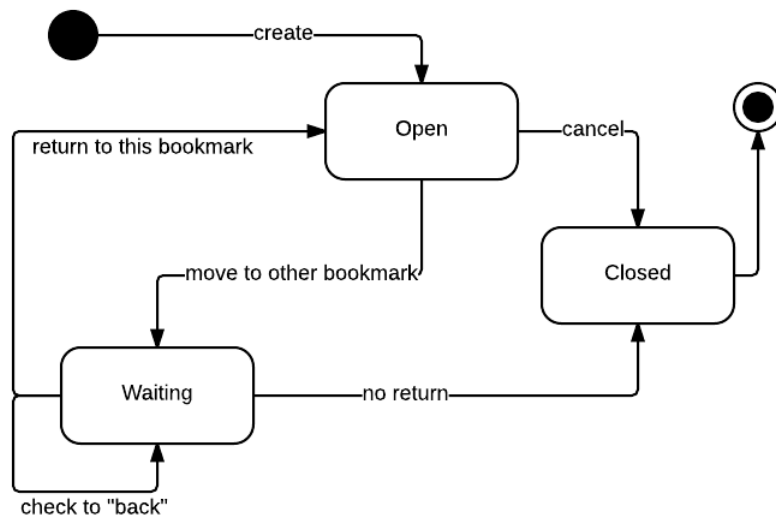 create
Open
cancel
return to this bookmark
move to other bookmark
Closed
Waiting
no return
check to "back"